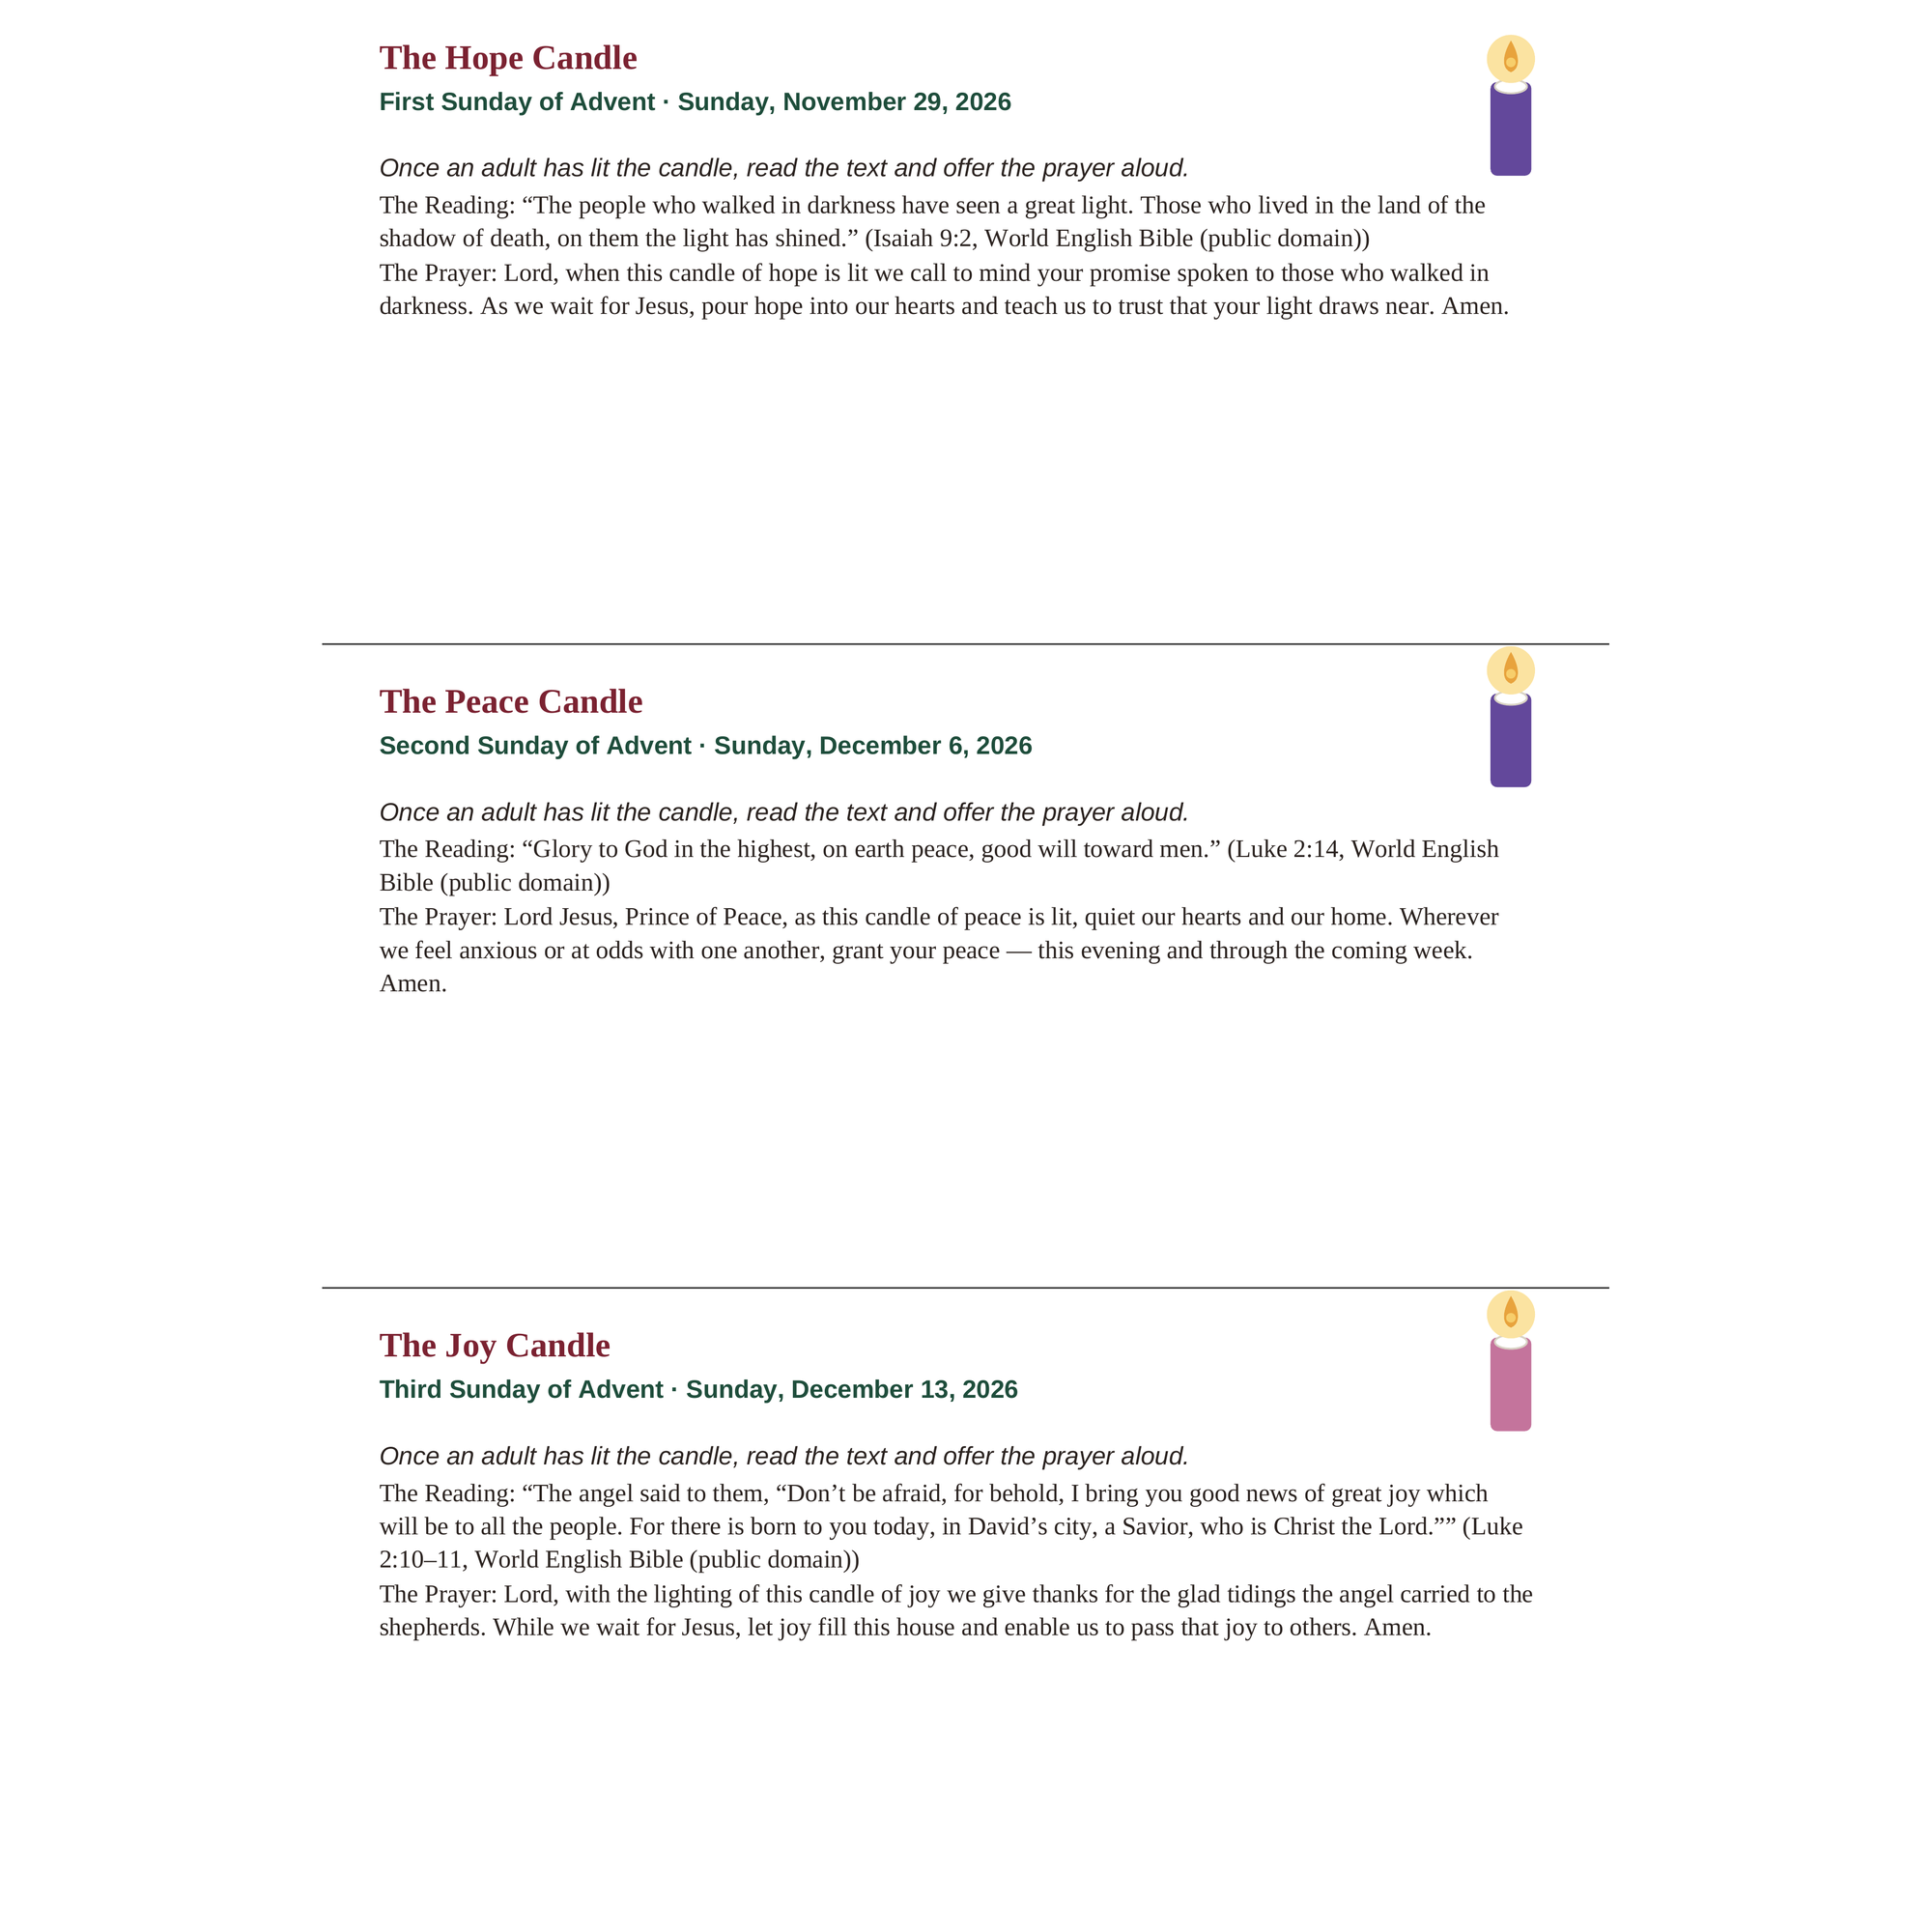 The Hope Candle
First Sunday of Advent · Sunday, November 29, 2026
Once an adult has lit the candle, read the text and offer the prayer aloud.
The Reading: “The people who walked in darkness have seen a great light. Those who lived in the land of the
shadow of death, on them the light has shined.” (Isaiah 9:2, World English Bible (public domain))
The Prayer: Lord, when this candle of hope is lit we call to mind your promise spoken to those who walked in
darkness. As we wait for Jesus, pour hope into our hearts and teach us to trust that your light draws near. Amen.
The Peace Candle
Second Sunday of Advent · Sunday, December 6, 2026
Once an adult has lit the candle, read the text and offer the prayer aloud.
The Reading: “Glory to God in the highest, on earth peace, good will toward men.” (Luke 2:14, World English
Bible (public domain))
The Prayer: Lord Jesus, Prince of Peace, as this candle of peace is lit, quiet our hearts and our home. Wherever
we feel anxious or at odds with one another, grant your peace — this evening and through the coming week.
Amen.
The Joy Candle
Third Sunday of Advent · Sunday, December 13, 2026
Once an adult has lit the candle, read the text and offer the prayer aloud.
The Reading: “The angel said to them, “Don’t be afraid, for behold, I bring you good news of great joy which
will be to all the people. For there is born to you today, in David’s city, a Savior, who is Christ the Lord.”” (Luke
2:10–11, World English Bible (public domain))
The Prayer: Lord, with the lighting of this candle of joy we give thanks for the glad tidings the angel carried to the
shepherds. While we wait for Jesus, let joy fill this house and enable us to pass that joy to others. Amen.